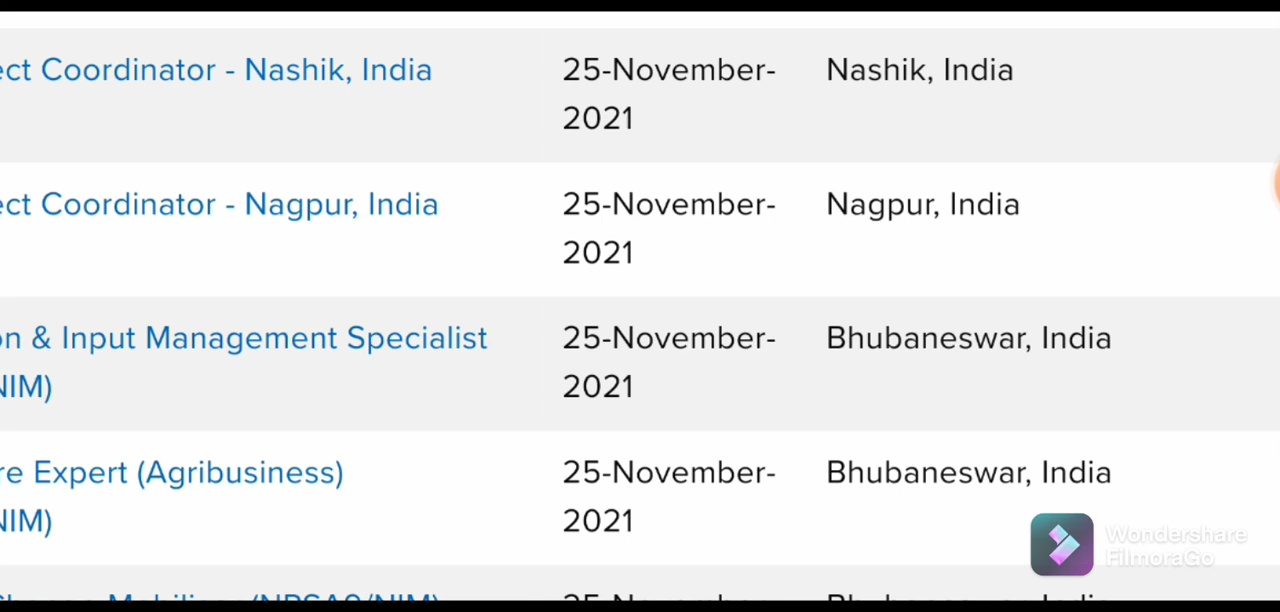 ect Coordinator - Nashik, India 25-November- Nashik, India
2021
ect Coordinator - Nagpur, India 25-November- Nagpur, India
2021
on & Input Management Specialist 25-November- Bhubaneswar, India
NIM) 2021
re Expert (Agribusiness) 25-November- Bhubaneswar, India
NIM) 2021
Wondershare
FilmoraGo